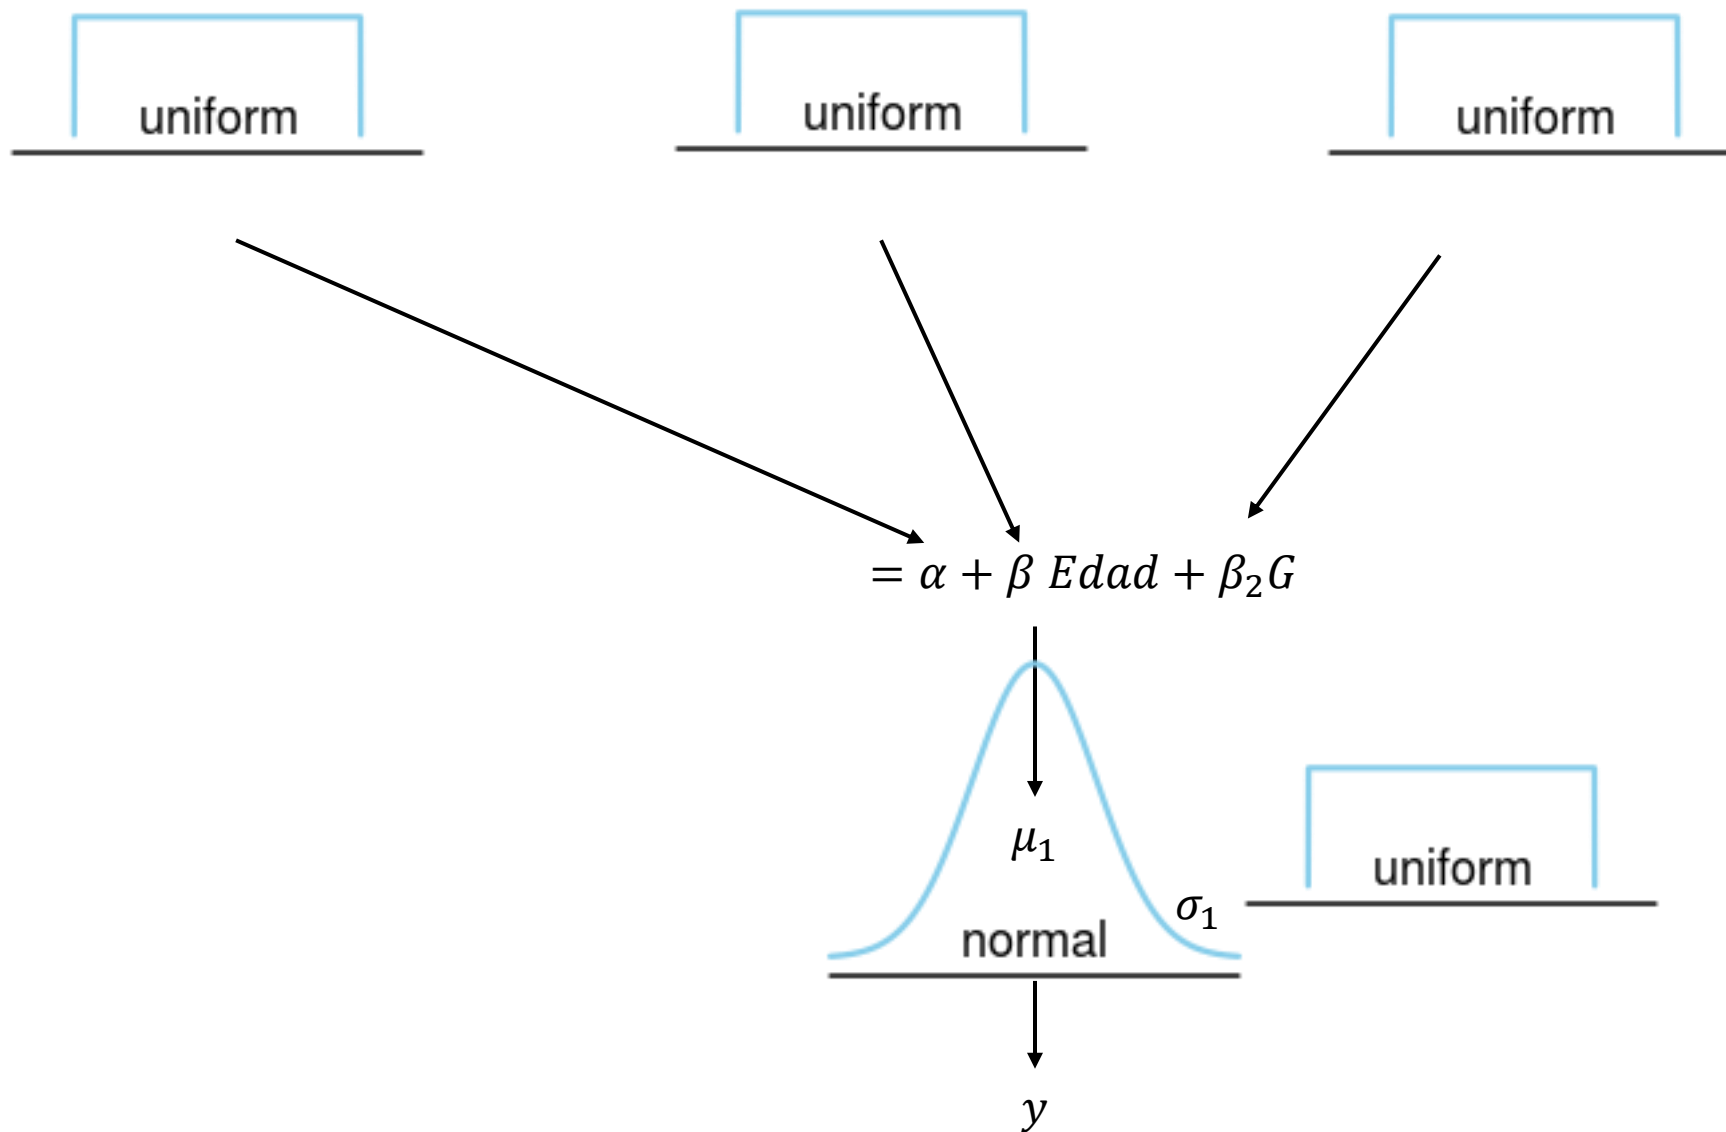 uniform uniform uniform
= α + β Edad + β₂G
μ₁
uniform
σ₁
normal
y